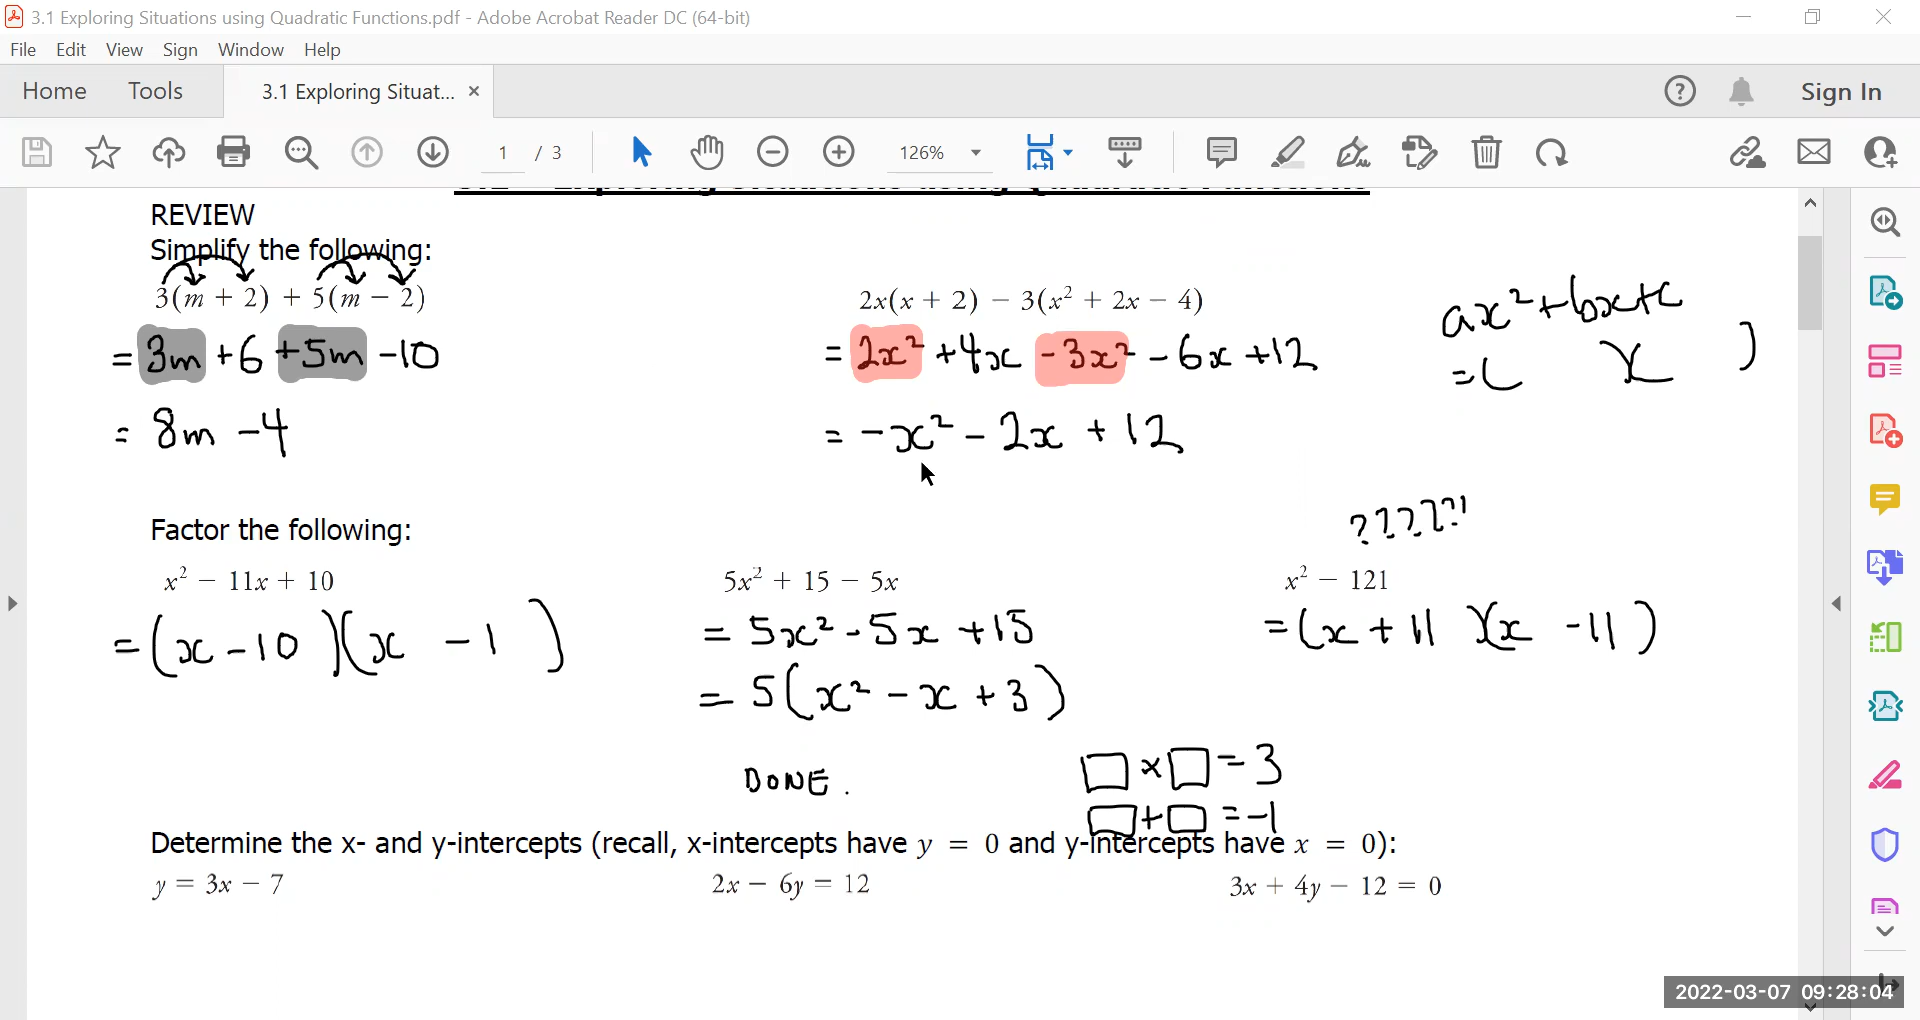 3.1 Exploring Situations using Quadratic Functions.pdf - Adobe Acrobat Reader DC (64-bit)
File Edit View Sign Window Help
Home Tools 3.1 Exploring Situat... × Sign In
1 / 3 126%
REVIEW
Simplify the following:
3(m + 2) + 5(m − 2)
= 3m + 6 + 5m - 10
= 8m - 4
2x(x + 2) − 3(x² + 2x − 4)
= 2x² + 4x - 3x² - 6x + 12
= -x² - 2x + 12
ax² + bx + c
= ( )( )
Factor the following:
x² − 11x + 10
= (x - 10)(x - 1)
5x² + 15 − 5x
= 5x² - 5x + 15
= 5(x² - x + 3)
DONE.
□ × □ = 3
□ + □ = -1
x² − 121
= (x + 11)(x - 11)
Determine the x- and y-intercepts (recall, x-intercepts have y = 0 and y-intercepts have x = 0):
y = 3x − 7
2x − 6y = 12
3x + 4y − 12 = 0
2022-03-07 09:28:04